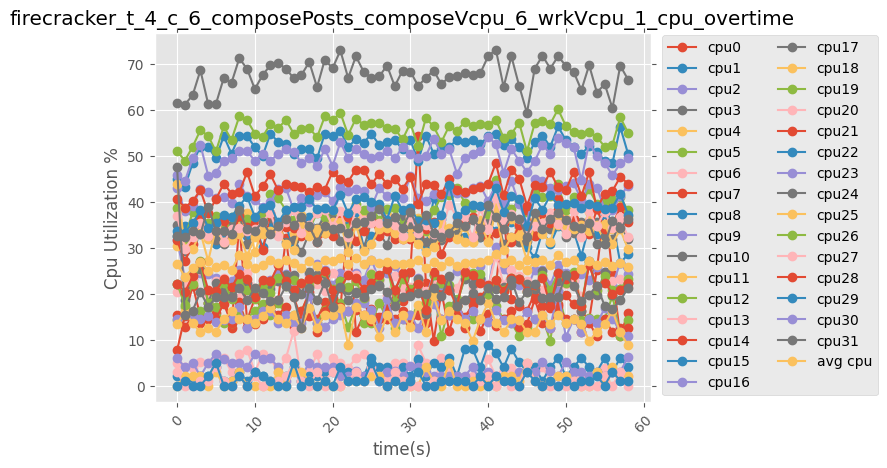 firecracker_t_4_c_6_composePosts_composeVcpu_6_wrkVcpu_1_cpu_overtime
Cpu Utilization %
70
60
50
40
30
20
10
0
0
10
20
30
40
50
60
time(s)
cpu0
cpu1
cpu2
cpu3
cpu4
cpu5
cpu6
cpu7
cpu8
cpu9
cpu10
cpu11
cpu12
cpu13
cpu14
cpu15
cpu16
cpu17
cpu18
cpu19
cpu20
cpu21
cpu22
cpu23
cpu24
cpu25
cpu26
cpu27
cpu28
cpu29
cpu30
cpu31
avg cpu